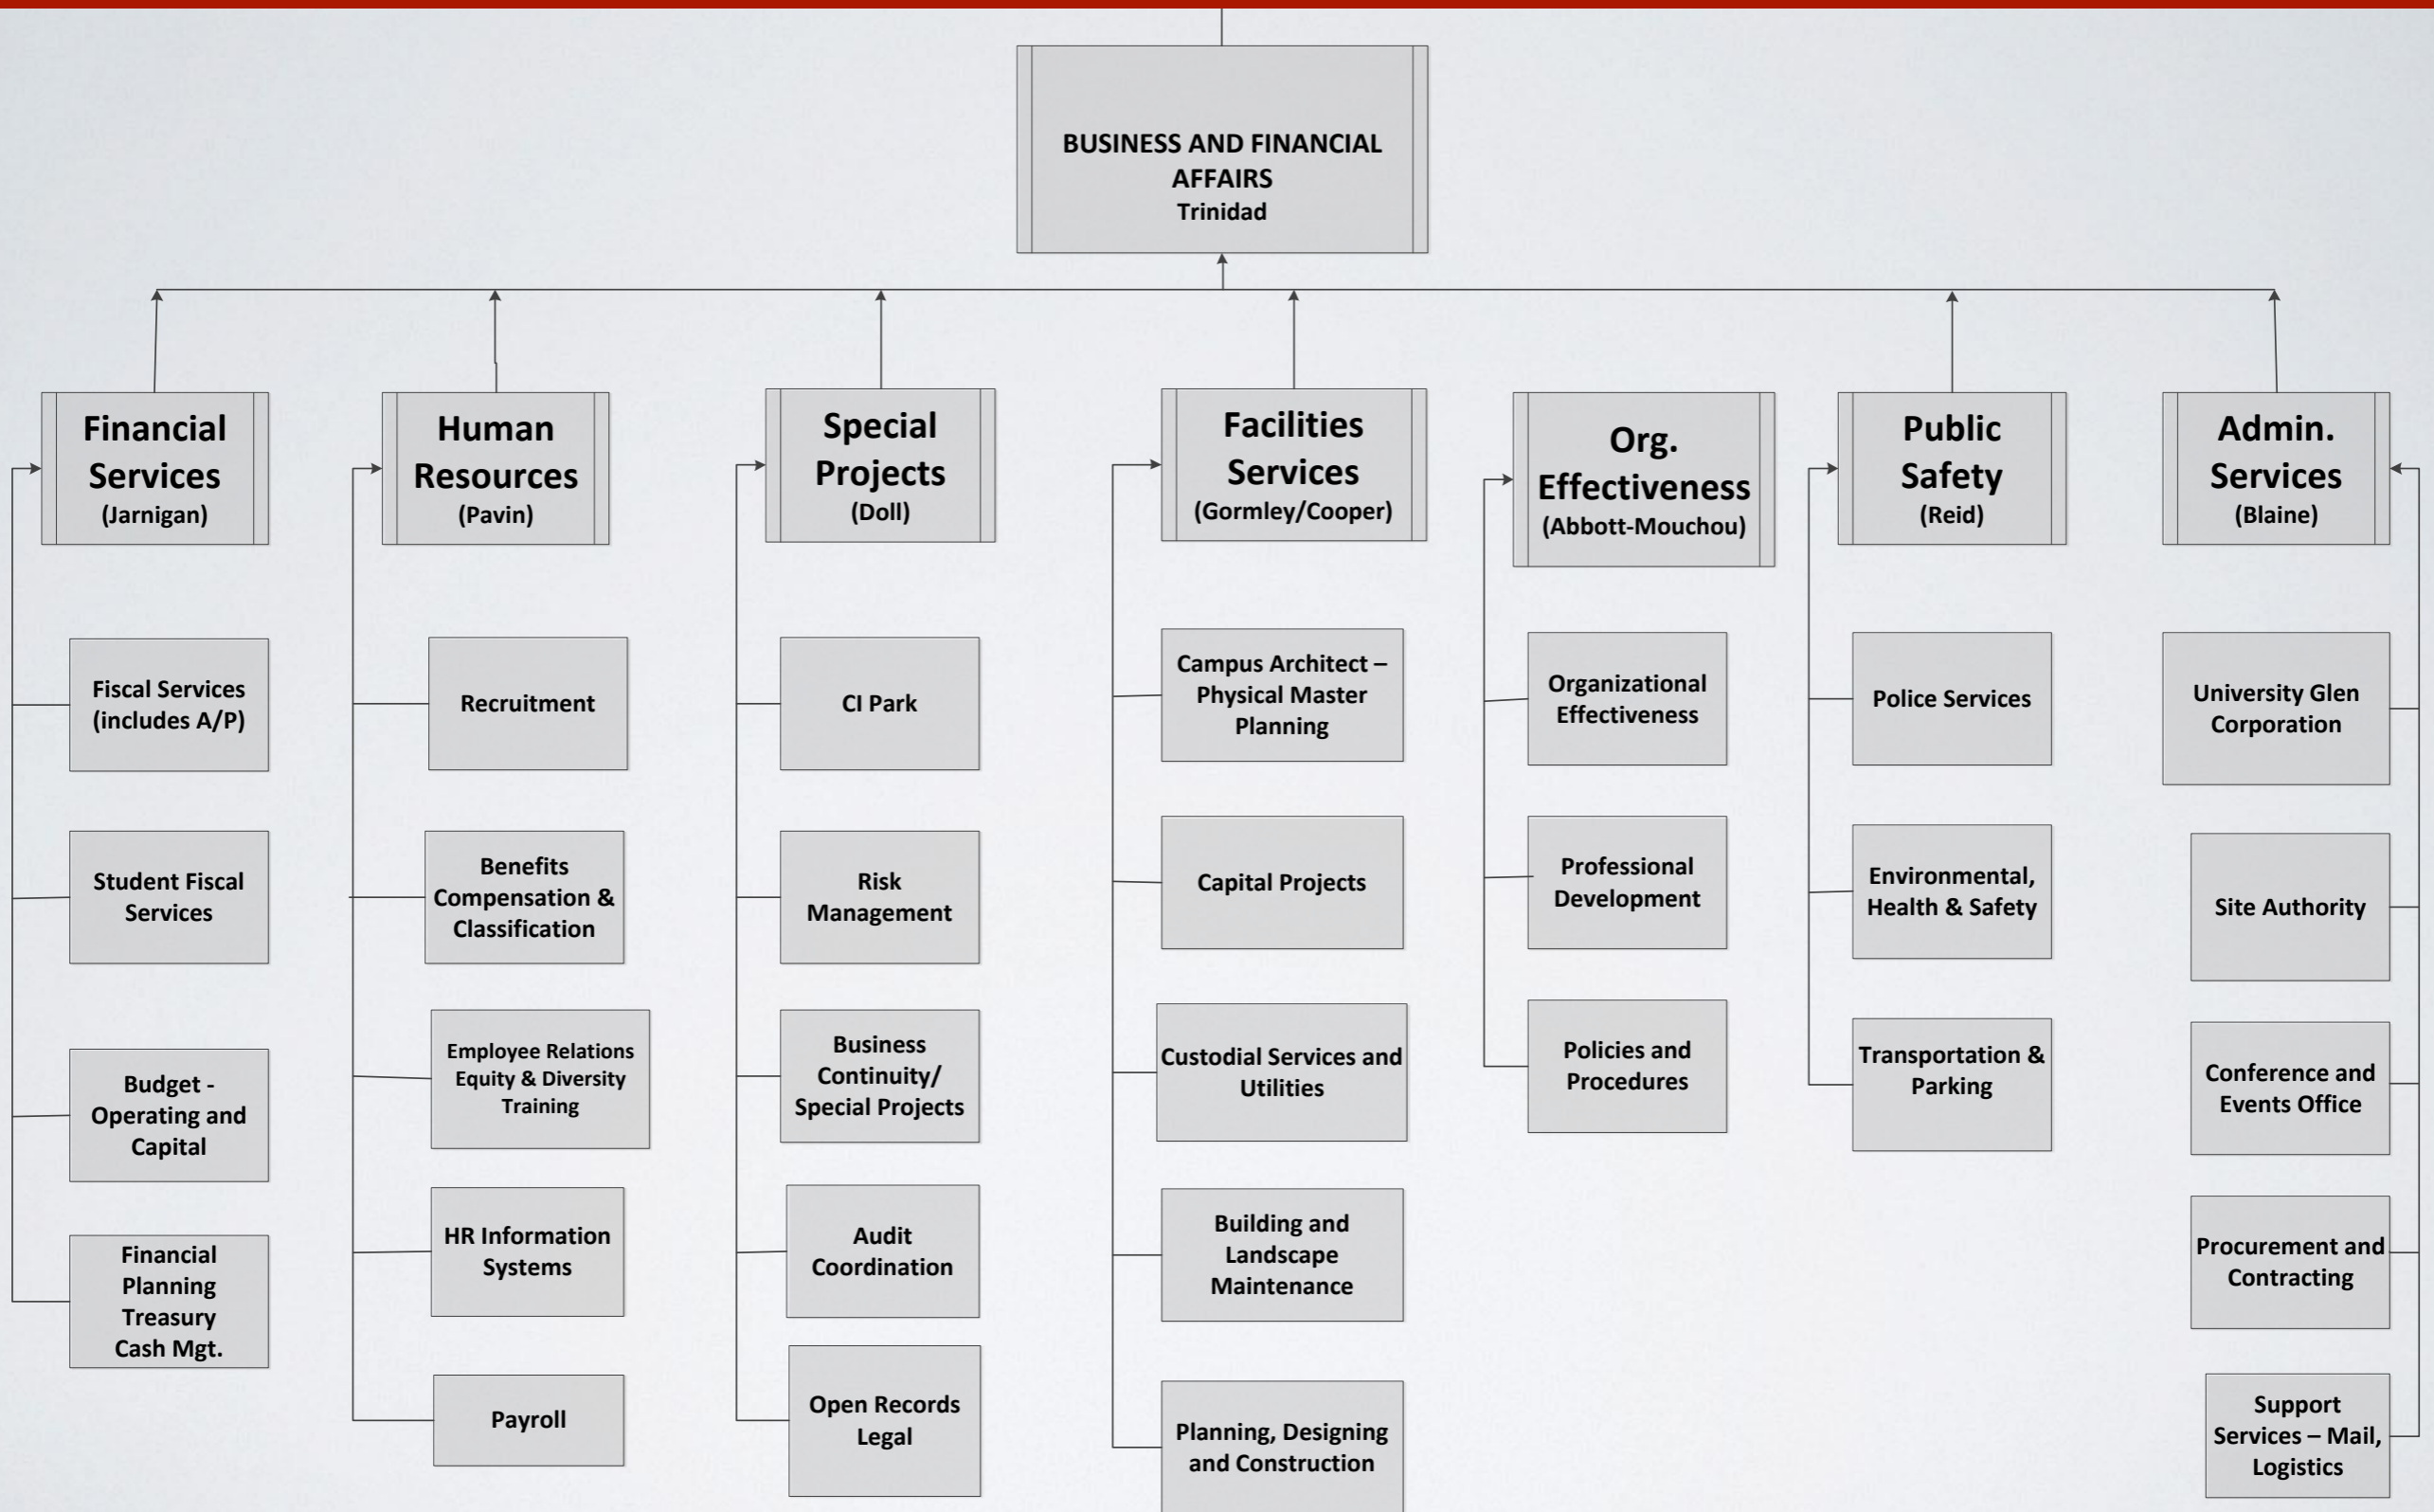 BUSINESS AND FINANCIAL
AFFAIRS
Trinidad
Financial
Services
(Jarnigan)
Human
Resources
(Pavin)
Special
Projects
(Doll)
Facilities
Services
(Gormley/Cooper)
Org.
Effectiveness
(Abbott-Mouchou)
Public
Safety
(Reid)
Admin.
Services
(Blaine)
Fiscal Services
(includes A/P)
Student Fiscal
Services
Budget -
Operating and
Capital
Financial
Planning
Treasury
Cash Mgt.
Recruitment
Benefits
Compensation &
Classification
Employee Relations
Equity & Diversity
Training
HR Information
Systems
Payroll
CI Park
Risk
Management
Business
Continuity/
Special Projects
Audit
Coordination
Open Records
Legal
Campus Architect –
Physical Master
Planning
Capital Projects
Custodial Services and
Utilities
Building and
Landscape
Maintenance
Planning, Designing
and Construction
Organizational
Effectiveness
Professional
Development
Policies and
Procedures
Police Services
Environmental,
Health & Safety
Transportation &
Parking
University Glen
Corporation
Site Authority
Conference and
Events Office
Procurement and
Contracting
Support
Services – Mail,
Logistics